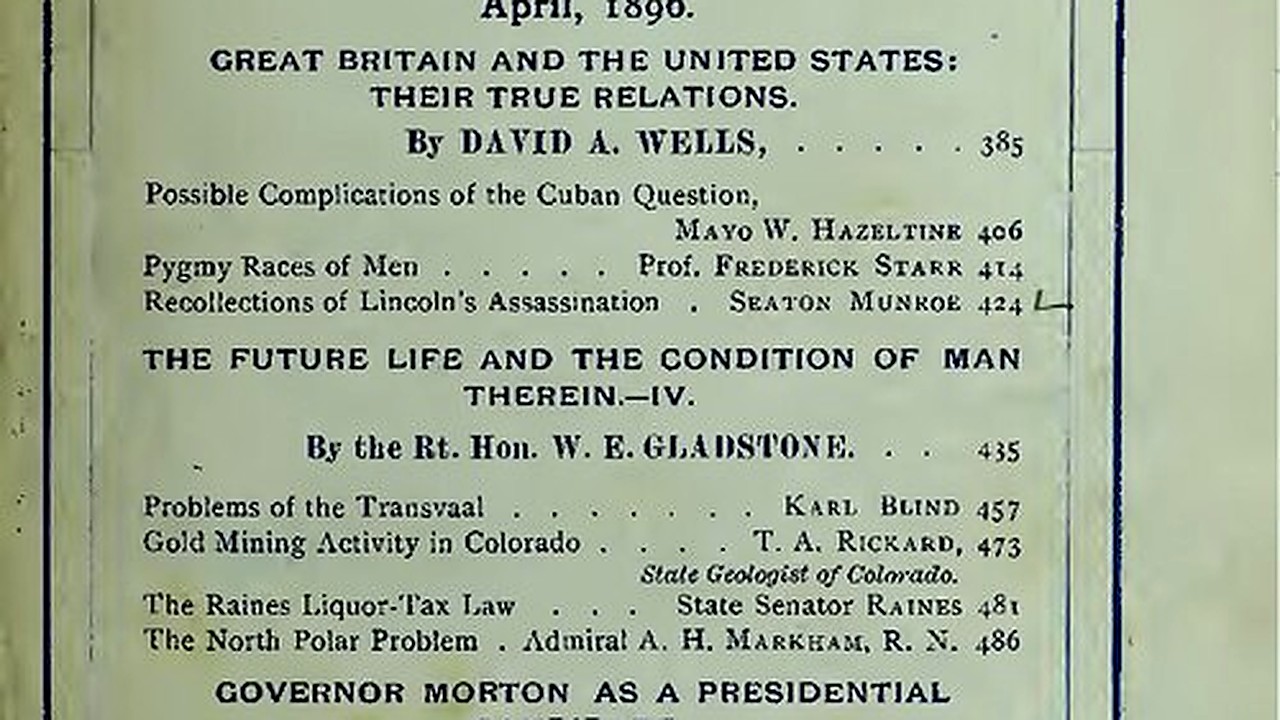 April, 1896.
GREAT BRITAIN AND THE UNITED STATES:
THEIR TRUE RELATIONS.
By DAVID A. WELLS, . . . . . 385
Possible Complications of the Cuban Question,
MAYO W. HAZELTINE 406
Pygmy Races of Men . . . . . Prof. FREDERICK STARR 414
Recollections of Lincoln's Assassination . SEATON MUNROE 424
THE FUTURE LIFE AND THE CONDITION OF MAN
THEREIN.—IV.
By the Rt. Hon. W. E. GLADSTONE. . . 435
Problems of the Transvaal . . . . . . . KARL BLIND 457
Gold Mining Activity in Colorado . . . . T. A. RICKARD, 473
State Geologist of Colorado.
The Raines Liquor-Tax Law . . . State Senator RAINES 481
The North Polar Problem . Admiral A. H. MARKHAM, R. N. 486
GOVERNOR MORTON AS A PRESIDENTIAL